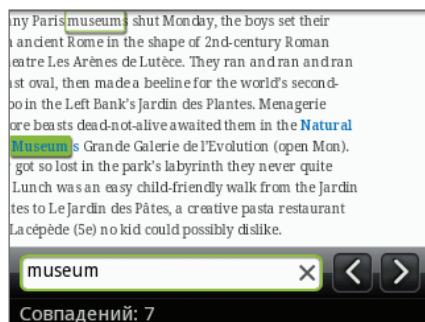 ny Paris museums shut Monday, the boys set their
ancient Rome in the shape of 2nd-century Roman
eatre Les Arènes de Lutèce. They ran and ran and ran
st oval, then made a beeline for the world's second-
oo in the Left Bank's Jardin des Plantes. Menagerie
ore beasts dead-not-alive awaited them in the Natural
Museum's Grande Galerie de l'Evolution (open Mon).
got so lost in the park's labyrinth they never quite
Lunch was an easy child-friendly walk from the Jardin
tes to Le Jardin des Pâtes, a creative pasta restaurant
Lacépède (5e) no kid could possibly dislike.
museum
Совпадений: 7